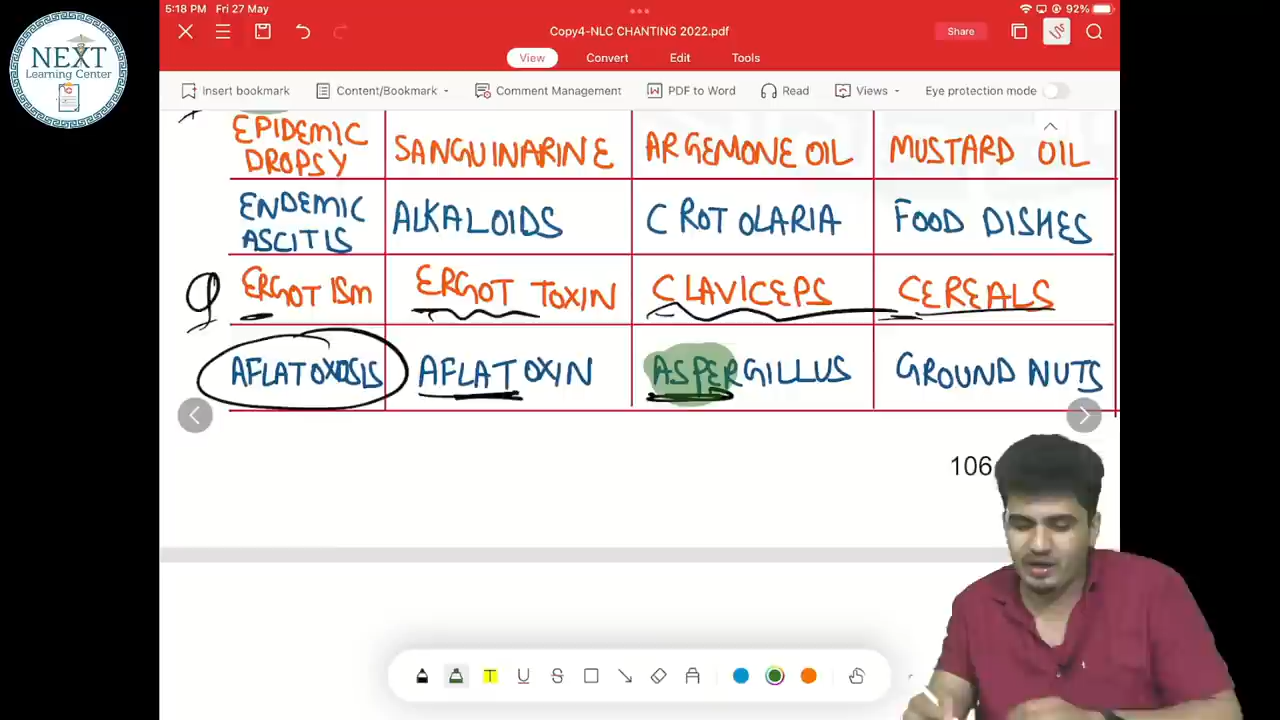 5:18 PM Fri 27 May
92%
NEXT
Learning Center
Copy4-NLC CHANTING 2022.pdf
Share
View Convert Edit Tools
Insert bookmark Content/Bookmark Comment Management PDF to Word Read Views Eye protection mode
EPIDEMIC
DROPSY
SANGUINARINE
ARGEMONE OIL
MUSTARD OIL
ENDEMIC
ASCITIS
ALKALOIDS
CROTOLARIA
FOOD DISHES
ERGOTISM
ERGOT TOXIN
CLAVICEPS
CEREALS
AFLATOXOSIS
AFLATOXIN
ASPERGILLUS
GROUND NUTS
106
T U S